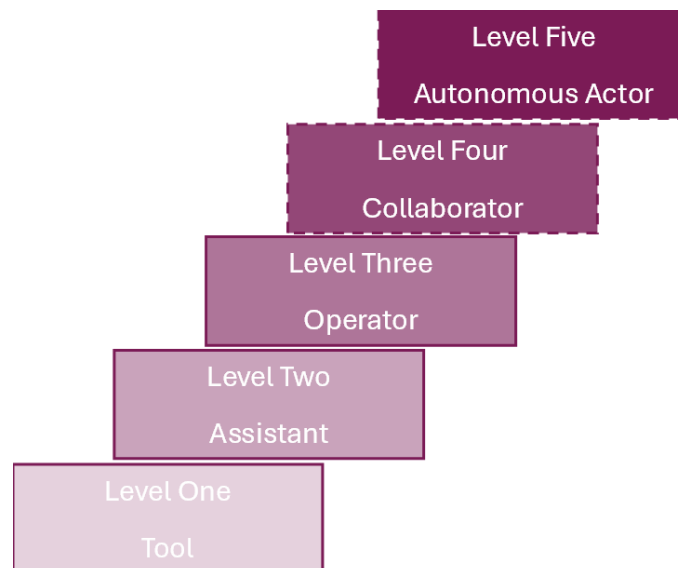 Level Five
Autonomous Actor
Level Four
Collaborator
Level Three
Operator
Level Two
Assistant
Level One
Tool